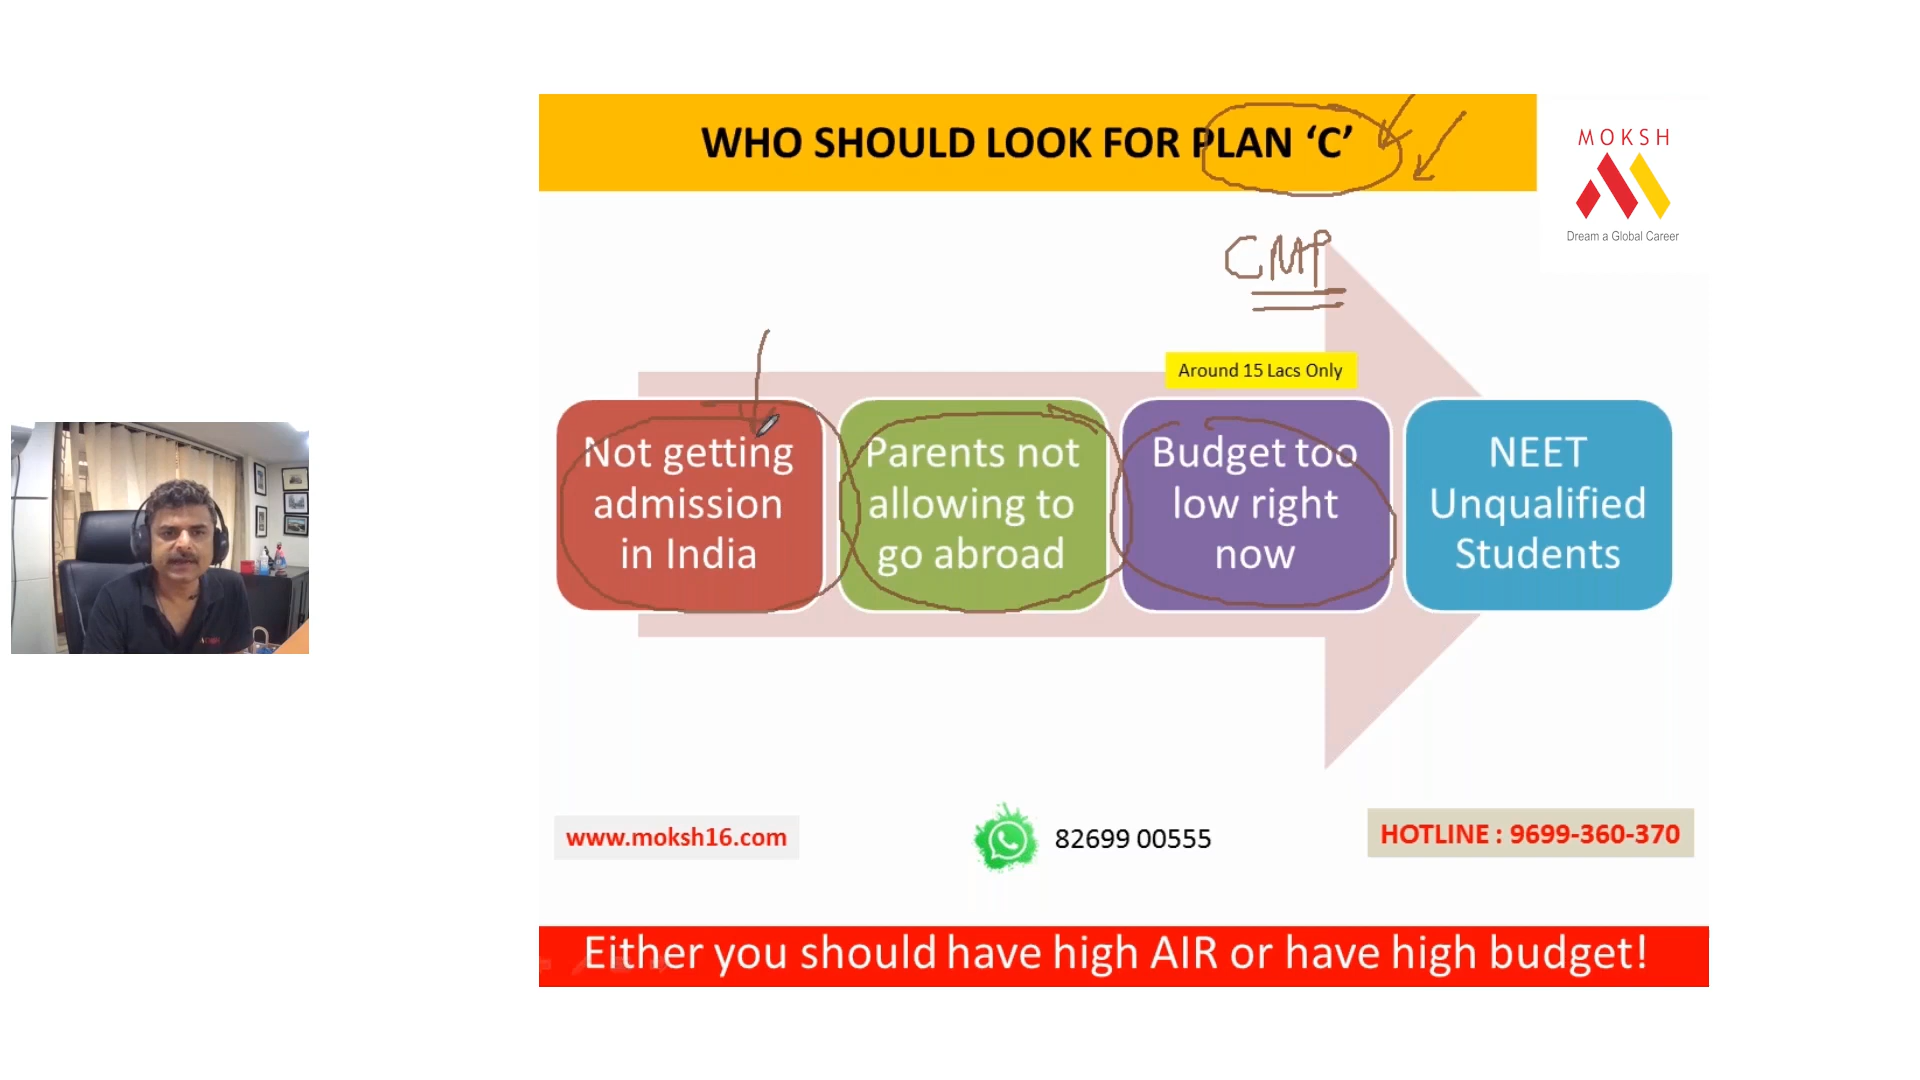 WHO SHOULD LOOK FOR PLAN ‘C’
MOKSH
Dream a Global Career
CMP
Around 15 Lacs Only
Not getting
admission
in India
Parents not
allowing to
go abroad
Budget too
low right
now
NEET
Unqualified
Students
www.moksh16.com
82699 00555
HOTLINE : 9699-360-370
Either you should have high AIR or have high budget!